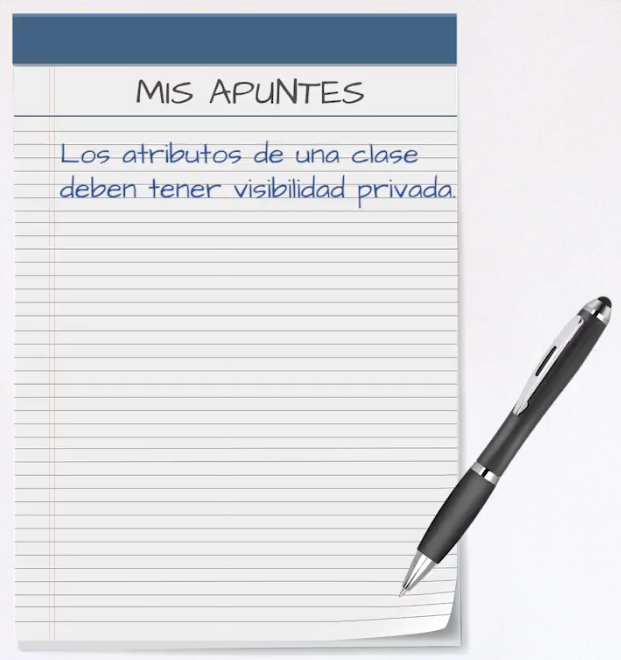 MIS APUNTES
Los atributos de una clase
deben tener visibilidad privada.